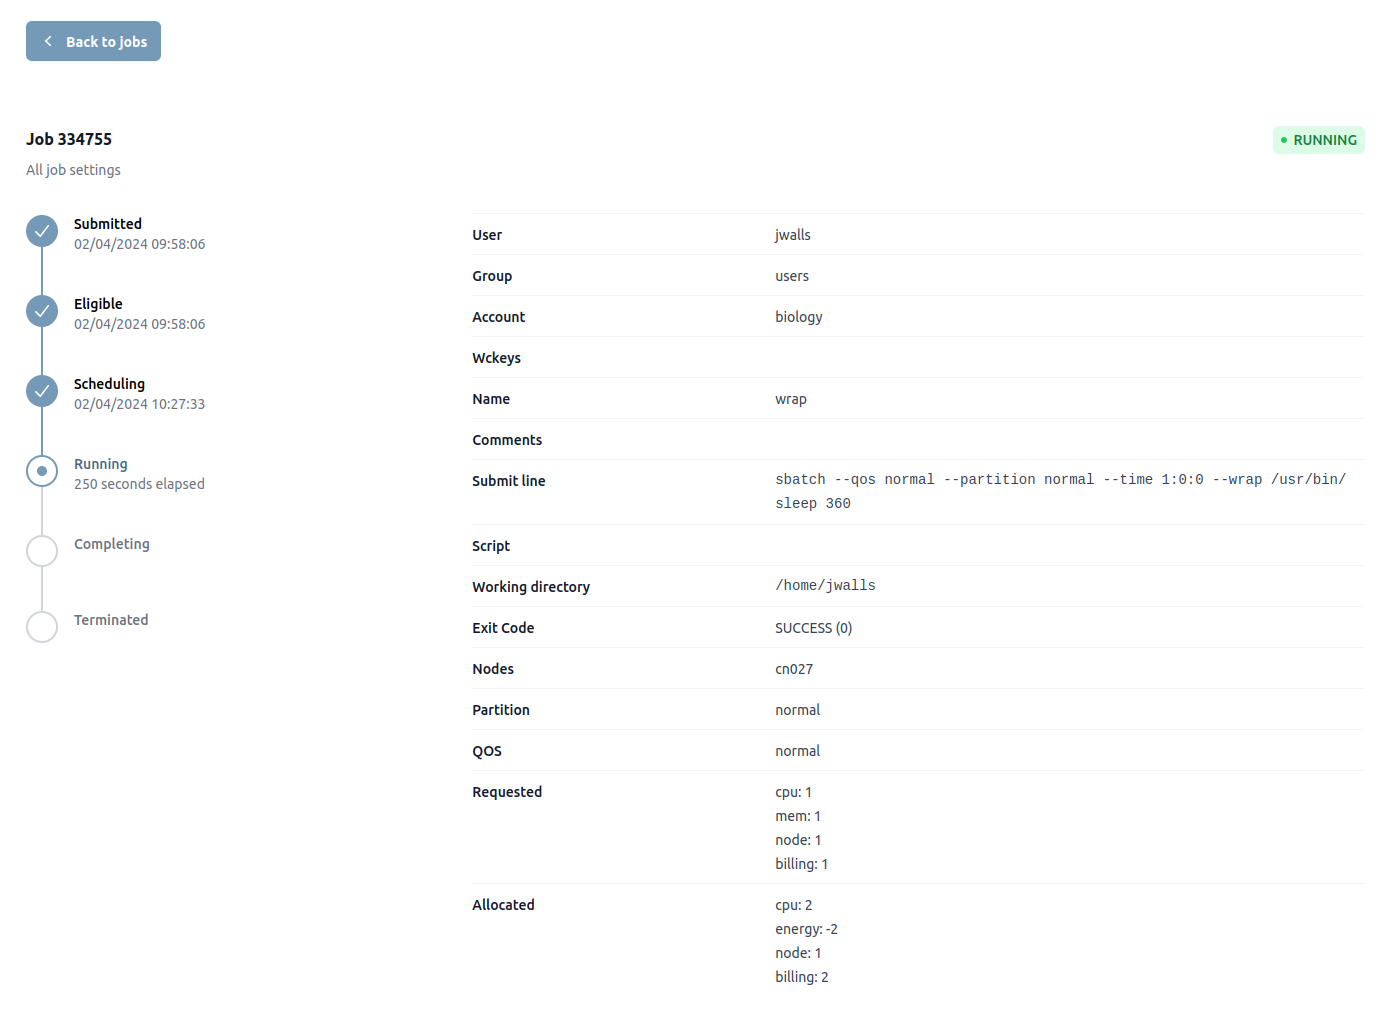 Back to jobs
Job 334755
RUNNING
All job settings
Submitted
02/04/2024 09:58:06
Eligible
02/04/2024 09:58:06
Scheduling
02/04/2024 10:27:33
Running
250 seconds elapsed
Completing
Terminated
User jwalls
Group users
Account biology
Wckeys
Name wrap
Comments
Submit line sbatch --qos normal --partition normal --time 1:0:0 --wrap /usr/bin/
sleep 360
Script
Working directory /home/jwalls
Exit Code SUCCESS (0)
Nodes cn027
Partition normal
QOS normal
Requested cpu: 1
mem: 1
node: 1
billing: 1
Allocated cpu: 2
energy: -2
node: 1
billing: 2